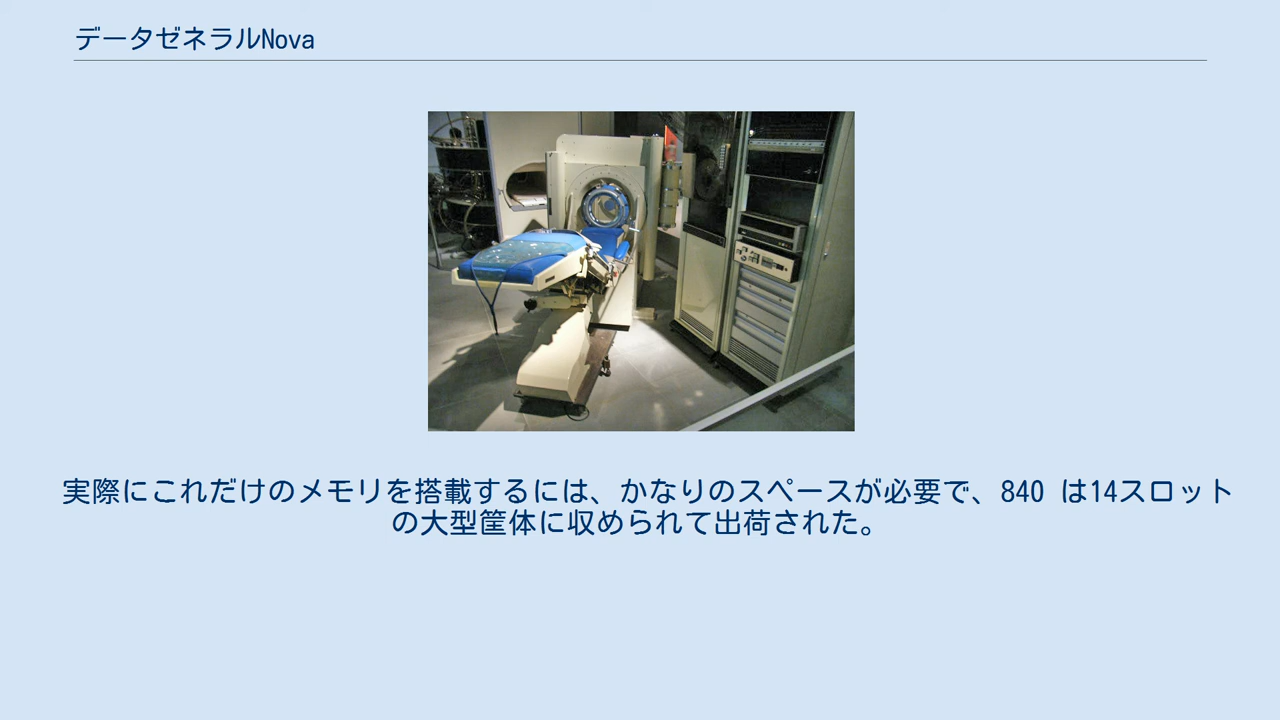 データゼネラルNova
実際にこれだけのメモリを搭載するには、かなりのスペースが必要で、840 は14スロット
の大型筐体に収められて出荷された。